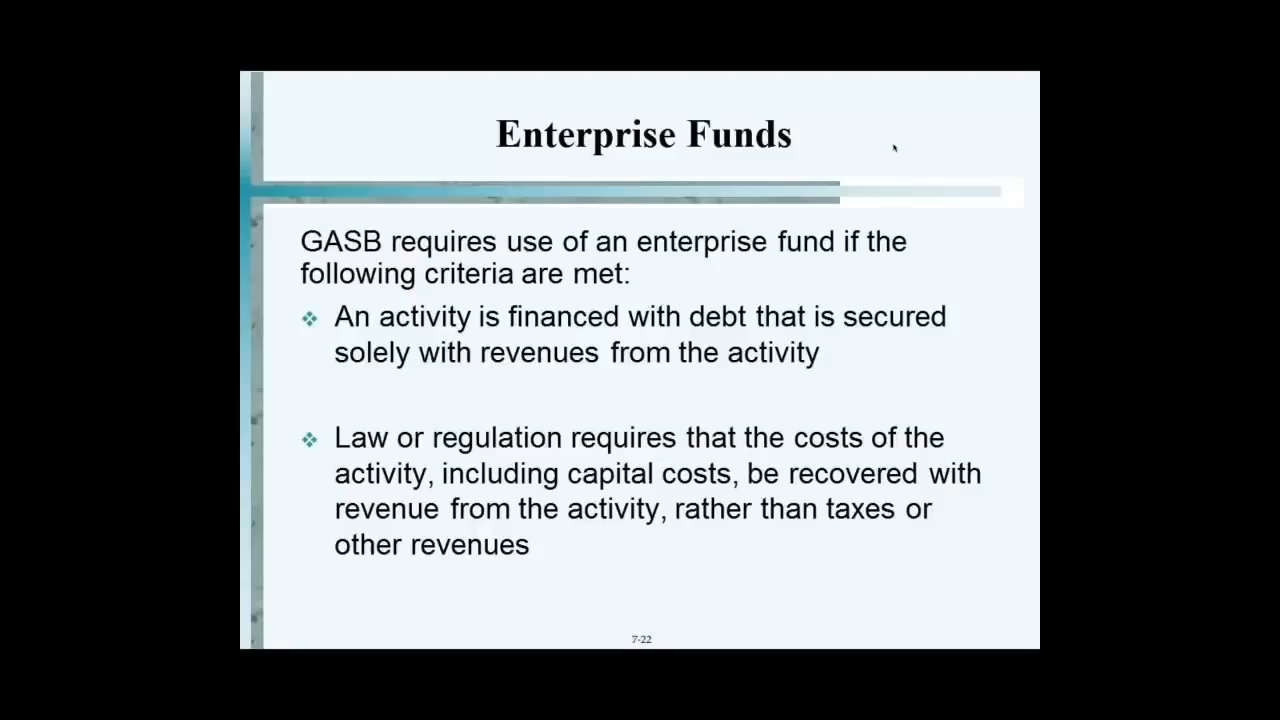 Enterprise Funds
GASB requires use of an enterprise fund if the
following criteria are met:
An activity is financed with debt that is secured
solely with revenues from the activity
Law or regulation requires that the costs of the
activity, including capital costs, be recovered with
revenue from the activity, rather than taxes or
other revenues
7-22